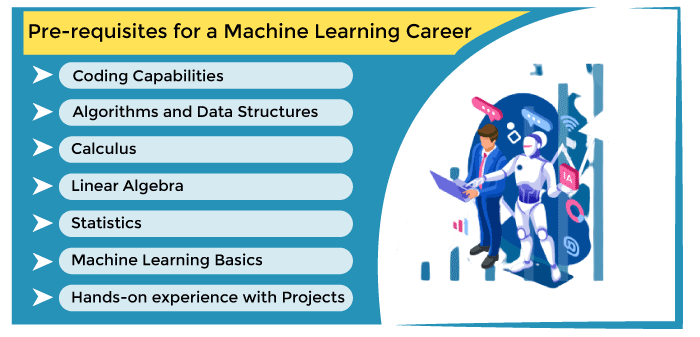 Pre-requisites for a Machine Learning Career
Coding Capabilities
Algorithms and Data Structures
Calculus
Linear Algebra
Statistics
Machine Learning Basics
Hands-on experience with Projects
IA